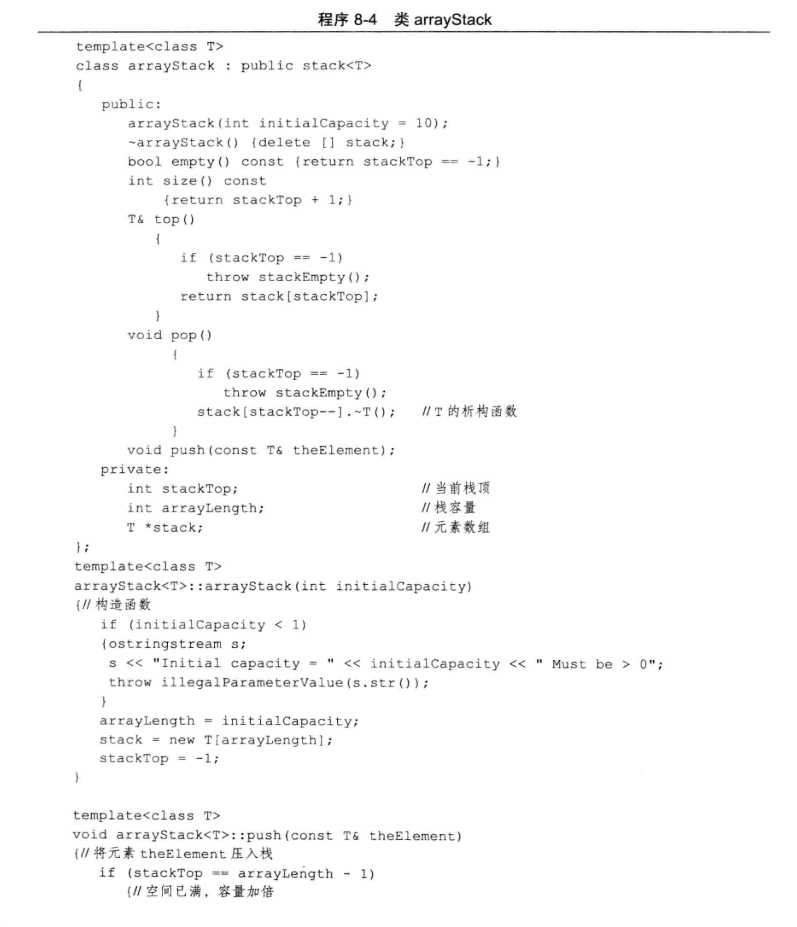 程序 8-4 类 arrayStack
template<class T>
class arrayStack : public stack<T>
{
public:
arrayStack(int initialCapacity = 10);
~arrayStack() {delete [] stack;}
bool empty() const {return stackTop == -1;}
int size() const
{return stackTop + 1;}
T& top()
{
if (stackTop == -1)
throw stackEmpty();
return stack[stackTop];
}
void pop()
{
if (stackTop == -1)
throw stackEmpty();
stack[stackTop--].~T(); //T 的析构函数
}
void push(const T& theElement);
private:
int stackTop; //当前栈顶
int arrayLength; //栈容量
T *stack; //元素数组
};
template<class T>
arrayStack<T>::arrayStack(int initialCapacity)
{//构造函数
if (initialCapacity < 1)
{ostringstream s;
s << "Initial capacity = " << initialCapacity << " Must be > 0";
throw illegalParameterValue(s.str());
}
arrayLength = initialCapacity;
stack = new T[arrayLength];
stackTop = -1;
}
template<class T>
void arrayStack<T>::push(const T& theElement)
{//将元素 theElement 压入栈
if (stackTop == arrayLength - 1)
{//空间已满，容量加倍